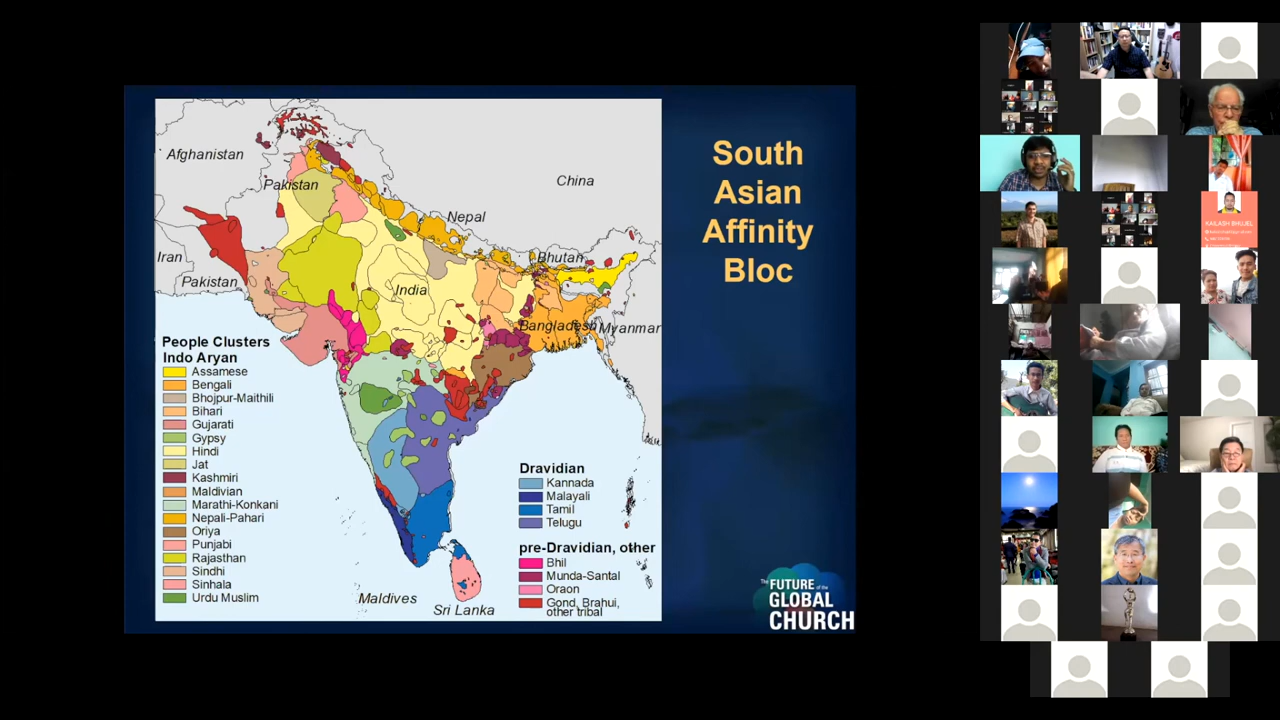 South
Asian
Affinity
Bloc
Afghanistan
Pakistan
China
Nepal
Iran
Pakistan
India
Bhutan
Bangladesh
Myanmar
People Clusters
Indo Aryan
Assamese
Bengali
Bhojpur-Maithili
Bihari
Gujarati
Gypsy
Hindi
Jat
Kashmiri
Maldivian
Marathi-Konkani
Nepali-Pahari
Oriya
Punjabi
Rajasthan
Sindhi
Sinhala
Urdu Muslim
Dravidian
Kannada
Malayali
Tamil
Telugu
pre-Dravidian, other
Bhil
Munda-Santal
Oraon
Gond, Brahui,
other tribal
Maldives
Sri Lanka
The FUTURE of the
GLOBAL
CHURCH
KAILASH BHUJEL